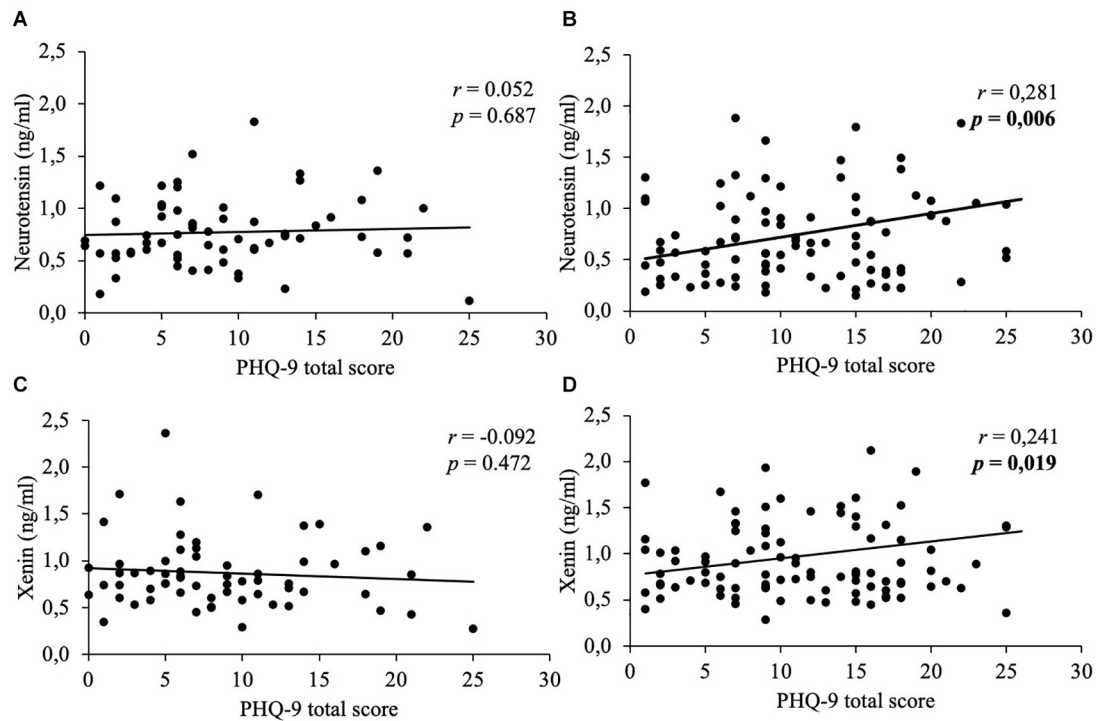 A
2,5
2,0
1,5
1,0
0,5
0,0
Neurotensin (ng/ml)
r = 0.052
p = 0.687
0 5 10 15 20 25 30
PHQ-9 total score
B
2,5
2,0
1,5
1,0
0,5
0,0
Neurotensin (ng/ml)
r = 0,281
p = 0,006
0 5 10 15 20 25 30
PHQ-9 total score
C
2,5
2,0
1,5
1,0
0,5
0,0
Xenin (ng/ml)
r = -0.092
p = 0.472
0 5 10 15 20 25 30
PHQ-9 total score
D
2,5
2,0
1,5
1,0
0,5
0,0
Xenin (ng/ml)
r = 0,241
p = 0,019
0 5 10 15 20 25 30
PHQ-9 total score